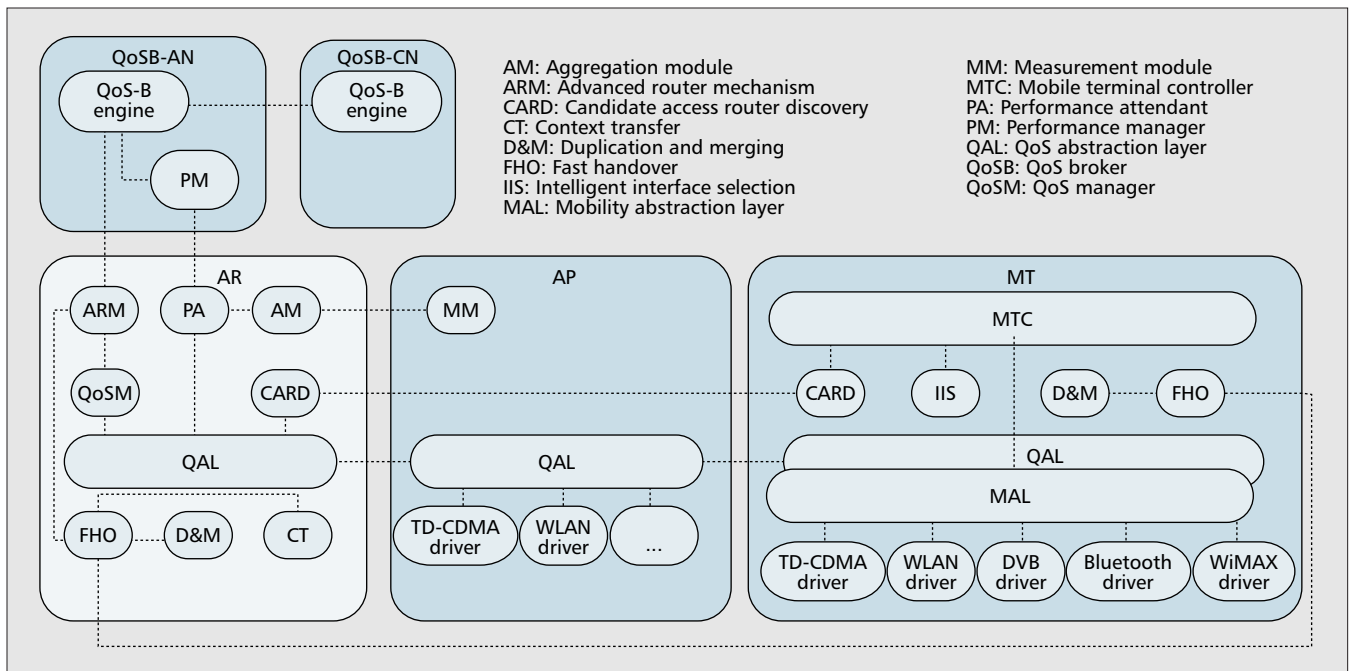 QoSB-AN
QoS-B
engine
PM
QoSB-CN
QoS-B
engine
AM: Aggregation module
ARM: Advanced router mechanism
CARD: Candidate access router discovery
CT: Context transfer
D&M: Duplication and merging
FHO: Fast handover
IIS: Intelligent interface selection
MAL: Mobility abstraction layer
MM: Measurement module
MTC: Mobile terminal controller
PA: Performance attendant
PM: Performance manager
QAL: QoS abstraction layer
QoSB: QoS broker
QoSM: QoS manager
AR
ARM
PA
AM
QoSM
CARD
QAL
FHO
D&M
CT
AP
MM
QAL
TD-CDMA
driver
WLAN
driver
...
MT
MTC
CARD
IIS
D&M
FHO
QAL
MAL
TD-CDMA
driver
WLAN
driver
DVB
driver
Bluetooth
driver
WiMAX
driver